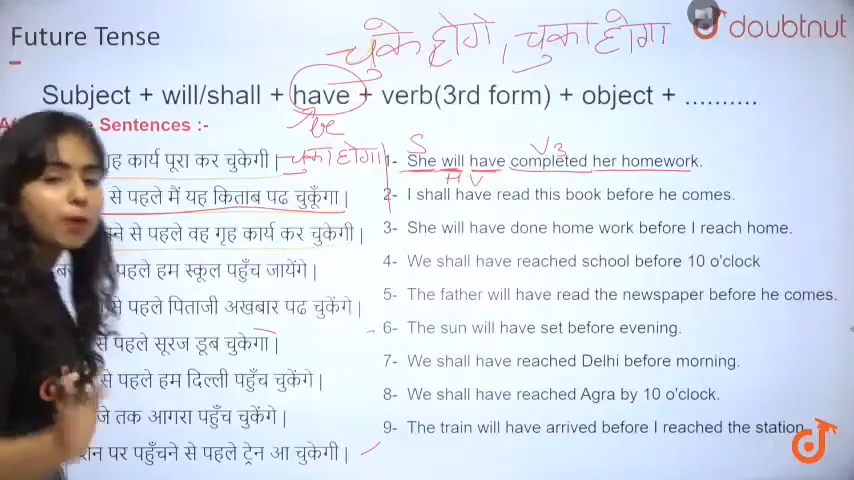 Future Tense
चुके होगे, चुका होगा
doubtnut
Subject + will/shall + have + verb(3rd form) + object + ..........
be
Sentences :-
कार्य पूरा कर चुकेगी | चुका होगा
S V3
1- She will have completed her homework.
H V
से पहले मैं यह किताब पढ चुकूँगा |
2- I shall have read this book before he comes.
से पहले वह गृह कार्य कर चुकेगी |
3- She will have done home work before I reach home.
पहले हम स्कूल पहुँच जायेंगे |
4- We shall have reached school before 10 o'clock
से पहले पिताजी अखबार पढ चुकेंगे |
5- The father will have read the newspaper before he comes.
से पहले सूरज डूब चुकेगा |
6- The sun will have set before evening.
से पहले हम दिल्ली पहुँच चुकेंगे |
7- We shall have reached Delhi before morning.
तक आगरा पहुँच चुकेंगे |
8- We shall have reached Agra by 10 o'clock.
पर पहुँचने से पहले ट्रेन आ चुकेगी |
9- The train will have arrived before I reached the station.